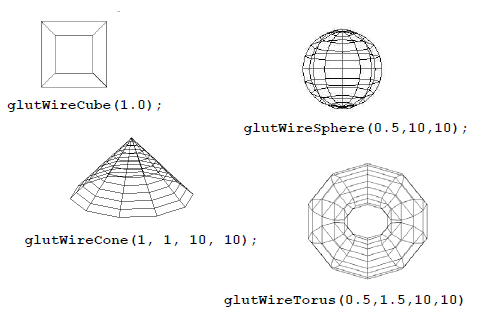 glutWireCube(1.0);
glutWireSphere(0.5,10,10);
glutWireCone(1, 1, 10, 10);
glutWireTorus(0.5,1.5,10,10)